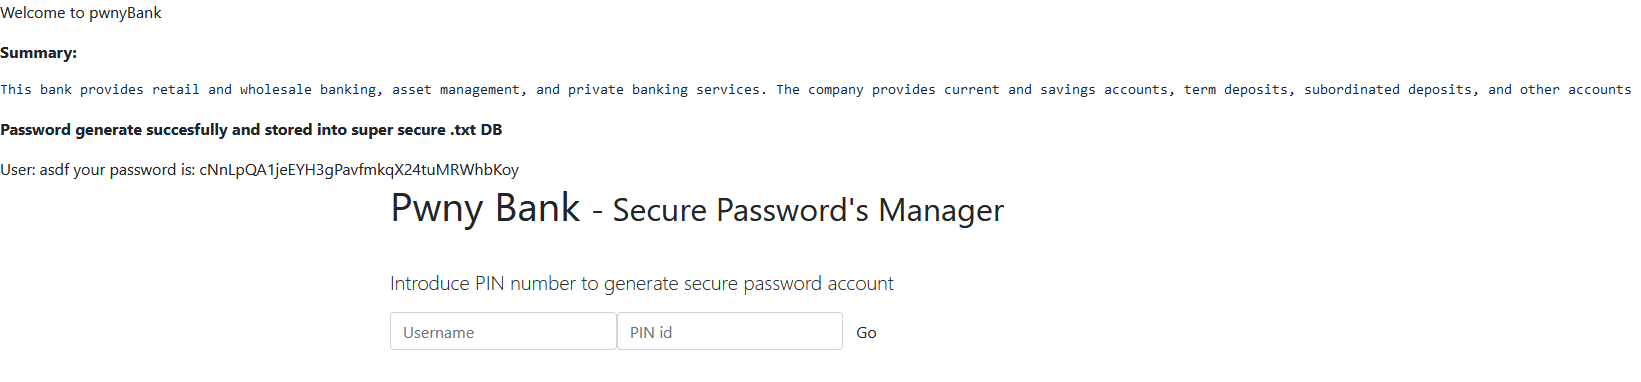 Welcome to pwnyBank
Summary:
This bank provides retail and wholesale banking, asset management, and private banking services. The company provides current and savings accounts, term deposits, subordinated deposits, and other accounts
Password generate succesfully and stored into super secure .txt DB
User: asdf your password is: cNnLpQA1jeEYH3gPavfmkqX24tuMRWhbKoy
Pwny Bank - Secure Password's Manager
Introduce PIN number to generate secure password account
Username PIN id Go